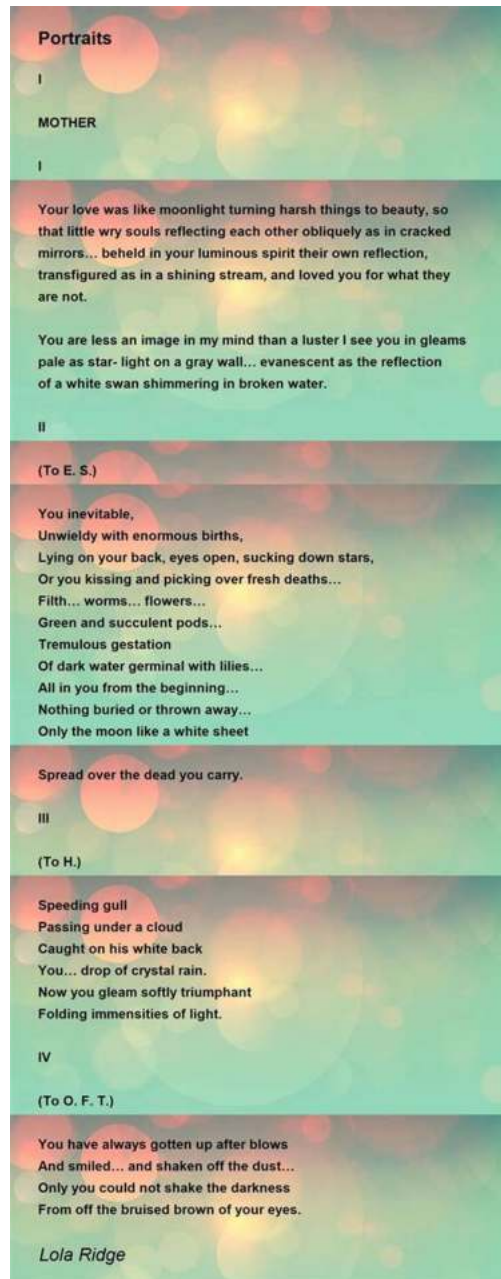 Portraits
I
MOTHER
I
Your love was like moonlight turning harsh things to beauty, so
that little wry souls reflecting each other obliquely as in cracked
mirrors... beheld in your luminous spirit their own reflection,
transfigured as in a shining stream, and loved you for what they
are not.
You are less an image in my mind than a luster I see you in gleams
pale as star- light on a gray wall... evanescent as the reflection
of a white swan shimmering in broken water.
II
(To E. S.)
You inevitable,
Unwieldy with enormous births,
Lying on your back, eyes open, sucking down stars,
Or you kissing and picking over fresh deaths...
Filth... worms... flowers...
Green and succulent pods...
Tremulous gestation
Of dark water germinal with lilies...
All in you from the beginning...
Nothing buried or thrown away...
Only the moon like a white sheet
Spread over the dead you carry.
III
(To H.)
Speeding gull
Passing under a cloud
Caught on his white back
You... drop of crystal rain.
Now you gleam softly triumphant
Folding immensities of light.
IV
(To O. F. T.)
You have always gotten up after blows
And smiled... and shaken off the dust...
Only you could not shake the darkness
From off the bruised brown of your eyes.
Lola Ridge